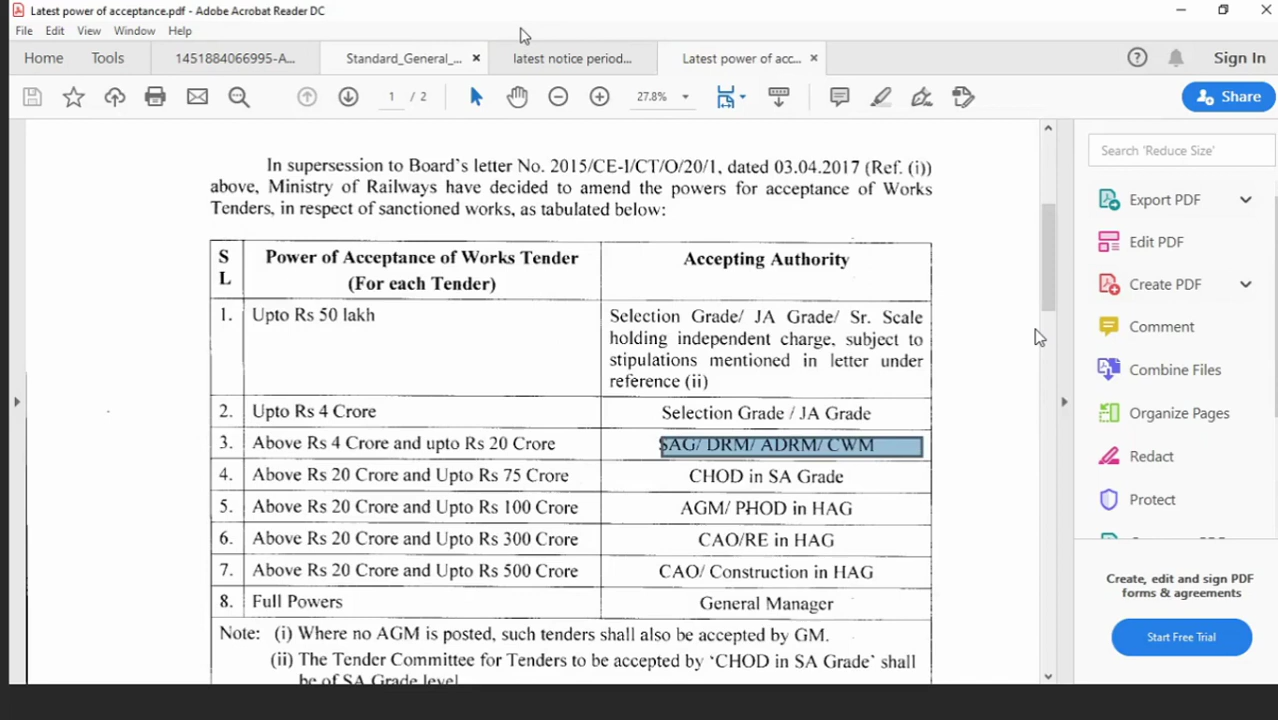 Latest power of acceptance.pdf - Adobe Acrobat Reader DC
File Edit View Window Help
Home Tools 1451884066995-A... Standard_General_... × latest notice period... Latest power of acc... × ? Sign In
1 / 2 27.8% Share
In supersession to Board's letter No. 2015/CE-I/CT/O/20/1, dated 03.04.2017 (Ref. (i))
above, Ministry of Railways have decided to amend the powers for acceptance of Works
Tenders, in respect of sanctioned works, as tabulated below:
S L Power of Acceptance of Works Tender (For each Tender) Accepting Authority
1. Upto Rs 50 lakh Selection Grade/ JA Grade/ Sr. Scale
holding independent charge, subject to
stipulations mentioned in letter under
reference (ii)
2. Upto Rs 4 Crore Selection Grade / JA Grade
3. Above Rs 4 Crore and upto Rs 20 Crore SAG/ DRM/ ADRM/ CWM
4. Above Rs 20 Crore and Upto Rs 75 Crore CHOD in SA Grade
5. Above Rs 20 Crore and Upto Rs 100 Crore AGM/ PHOD in HAG
6. Above Rs 20 Crore and Upto Rs 300 Crore CAO/RE in HAG
7. Above Rs 20 Crore and Upto Rs 500 Crore CAO/ Construction in HAG
8. Full Powers General Manager
Note: (i) Where no AGM is posted, such tenders shall also be accepted by GM.
(ii) The Tender Committee for Tenders to be accepted by 'CHOD in SA Grade' shall
be of SA Grade level
Search 'Reduce Size'
Export PDF
Edit PDF
Create PDF
Comment
Combine Files
Organize Pages
Redact
Protect
Create, edit and sign PDF
forms & agreements
Start Free Trial